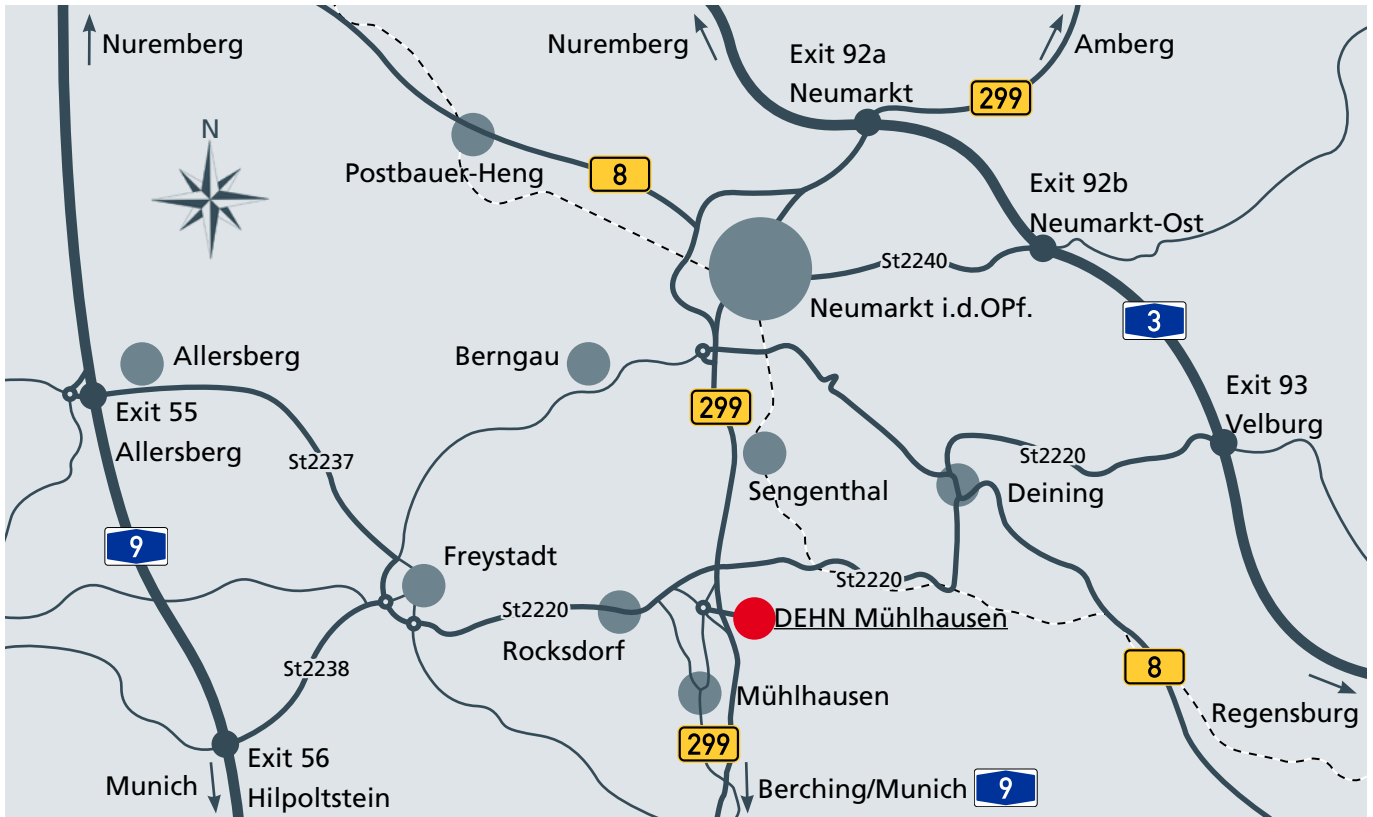 Nuremberg
Nuremberg
Exit 92a
Neumarkt
Amberg
299
N
Postbauer-Heng
8
Exit 92b
Neumarkt-Ost
St2240
Neumarkt i.d.OPf.
3
Allersberg
Berngau
Exit 55
Allersberg
299
Exit 93
Velburg
St2237
St2220
Sengenthal
Deining
9
Freystadt
St2220
St2220
DEHN Mühlhausen
Rocksdorf
St2238
8
Mühlhausen
Regensburg
299
Exit 56
Hilpoltstein
Munich
Berching/Munich
9